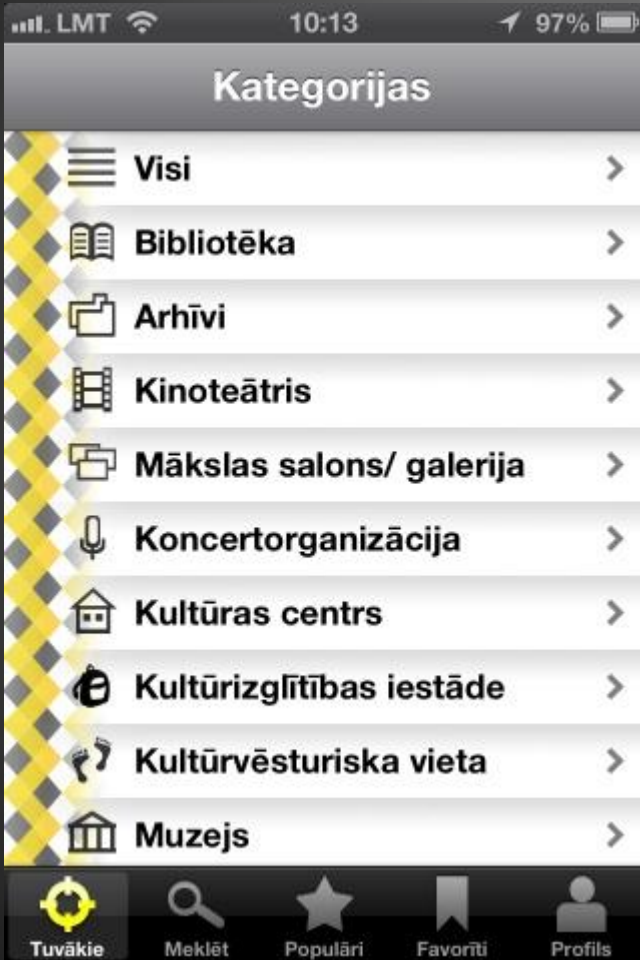 LMT 10:13 97%
Kategorijas
Visi
Bibliotēka
Arhīvi
Kinoteātris
Mākslas salons/ galerija
Koncertorganizācija
Kultūras centrs
Kultūrizglītības iestāde
Kultūrvēsturiska vieta
Muzejs
Tuvākie Meklēt Populāri Favorīti Profils